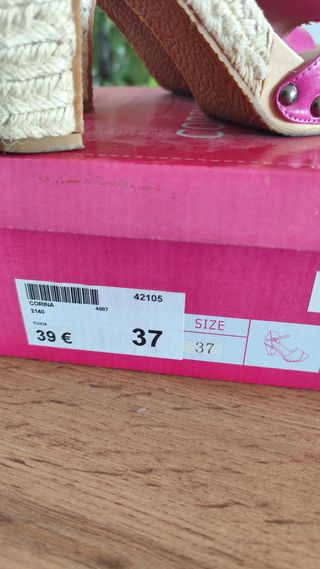 42105
CORINA
2140 4087
FUXIA
39 € 37
SIZE
37